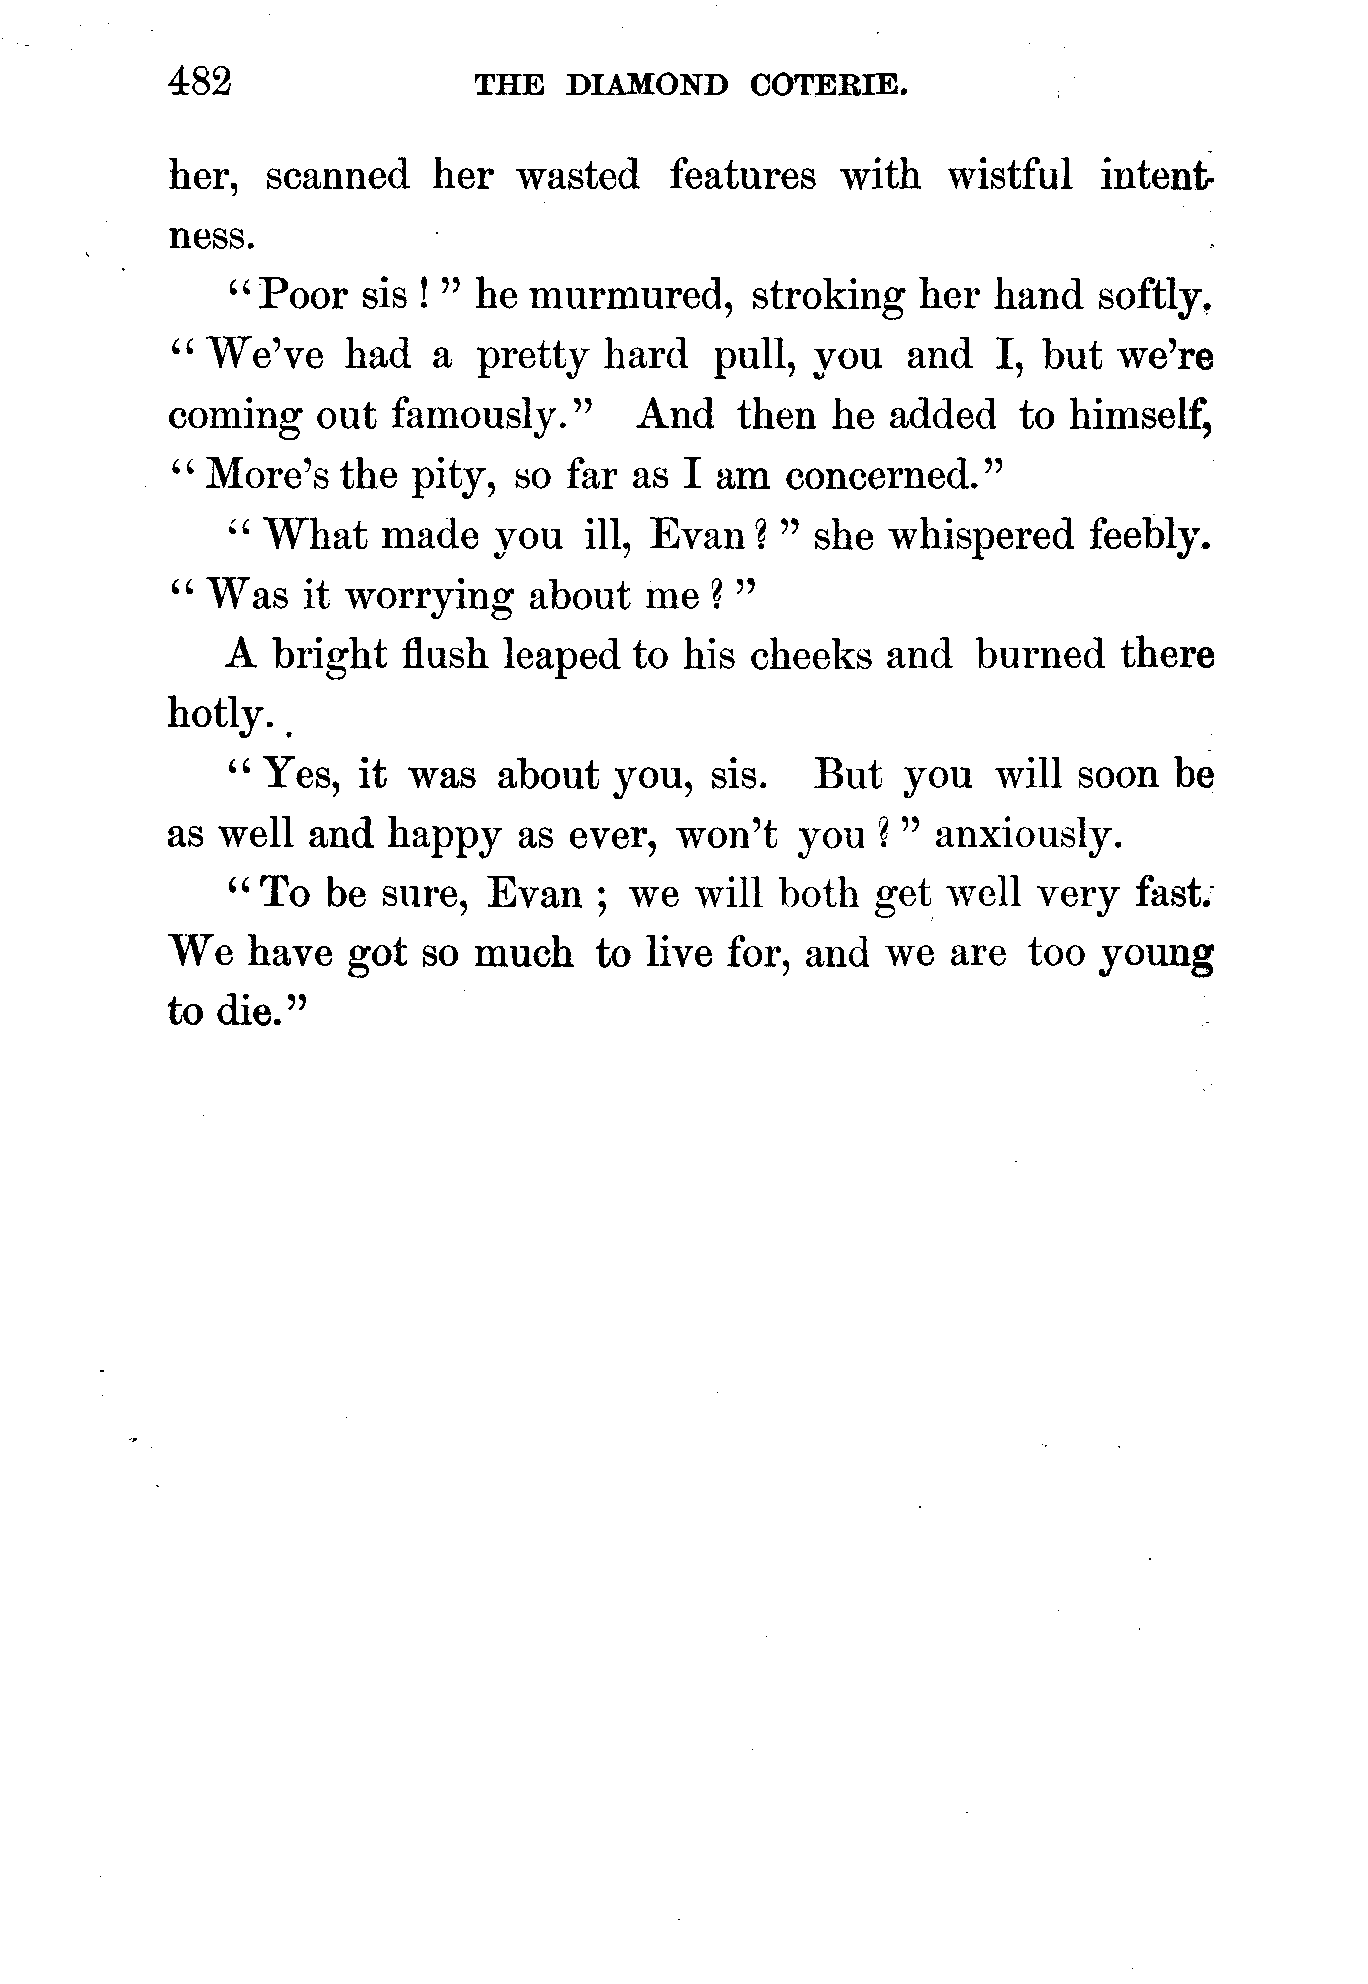 482 THE DIAMOND COTERIE.
her, scanned her wasted features with wistful intent-
ness.
"Poor sis!" he murmured, stroking her hand softly.
"We've had a pretty hard pull, you and I, but we're
coming out famously." And then he added to himself,
"More's the pity, so far as I am concerned."
"What made you ill, Evan?" she whispered feebly.
"Was it worrying about me?"
A bright flush leaped to his cheeks and burned there
hotly.
"Yes, it was about you, sis. But you will soon be
as well and happy as ever, won't you?" anxiously.
"To be sure, Evan; we will both get well very fast.
We have got so much to live for, and we are too young
to die."